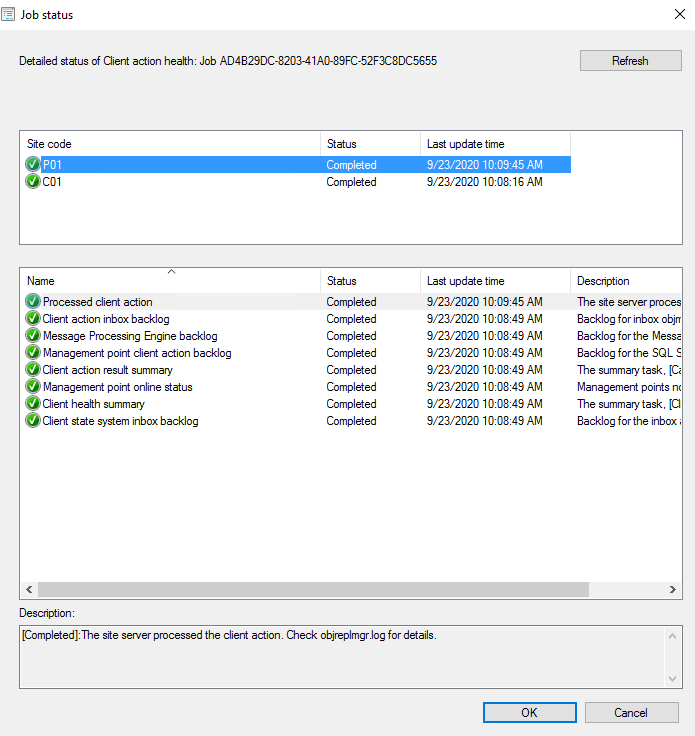 Job status
Detailed status of Client action health: Job AD4B29DC-8203-41A0-89FC-52F3C8DC5655
Refresh
Site code Status Last update time
P01 Completed 9/23/2020 10:09:45 AM
C01 Completed 9/23/2020 10:08:16 AM
Name Status Last update time Description
Processed client action Completed 9/23/2020 10:09:45 AM The site server proces
Client action inbox backlog Completed 9/23/2020 10:08:49 AM Backlog for inbox objm
Message Processing Engine backlog Completed 9/23/2020 10:08:49 AM Backlog for the Messa
Management point client action backlog Completed 9/23/2020 10:08:49 AM Backlog for the SQL S
Client action result summary Completed 9/23/2020 10:08:49 AM The summary task, [Ca
Management point online status Completed 9/23/2020 10:08:49 AM Management points no
Client health summary Completed 9/23/2020 10:08:49 AM The summary task, [Cl
Client state system inbox backlog Completed 9/23/2020 10:08:49 AM Backlog for the inbox
Description:
[Completed]:The site server processed the client action. Check objreplmgr.log for details.
OK Cancel